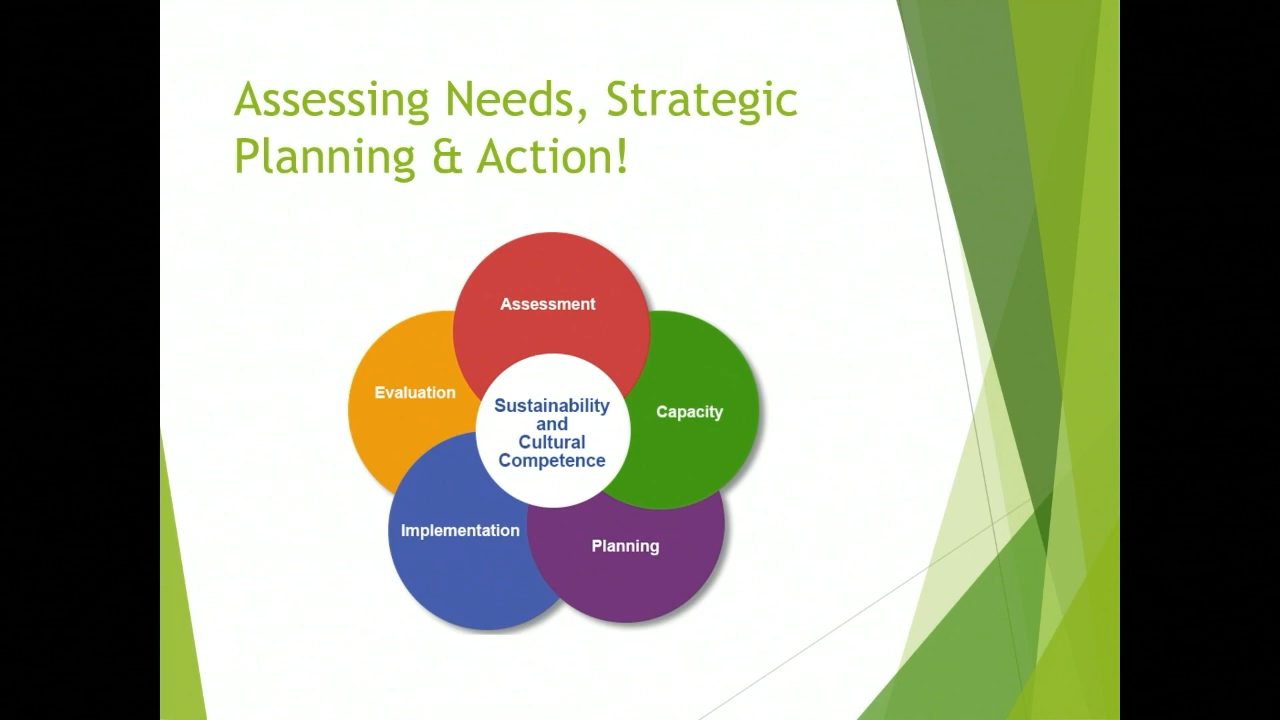 Assessing Needs, Strategic
Planning & Action!
Assessment
Evaluation
Capacity
Sustainability
and
Cultural
Competence
Implementation
Planning